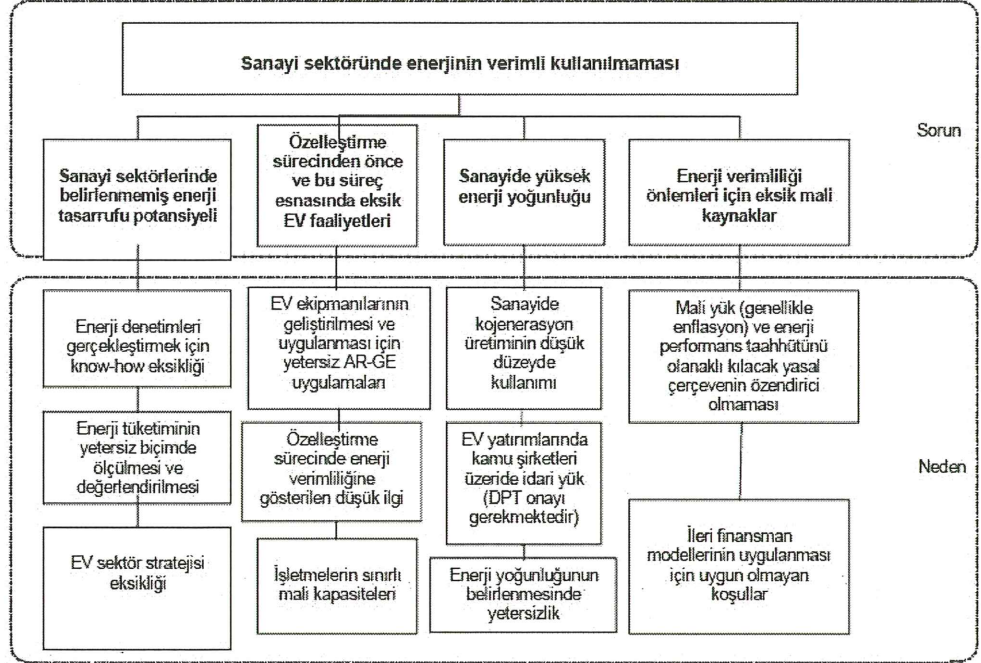 Sanayi sektöründe enerjinin verimli kullanılmaması
Sorun
Sanayi sektörlerinde
belirlenmemiş enerji
tasarrufu potansiyeli
Özelleştirme
sürecinden önce
ve bu süreç
esnasında eksik
EV faaliyetleri
Sanayide yüksek
enerji yoğunluğu
Enerji verimliliği
önlemleri için eksik mali
kaynaklar
Enerji denetimleri
gerçekleştirmek için
know-how eksikliği
Enerji tüketiminin
yetersiz biçimde
ölçülmesi ve
değerlendirilmesi
EV sektör stratejisi
eksikliği
EV ekipmanılarının
geliştirilmesi ve
uygulanması için
yetersiz AR-GE
uygulamaları
Özelleştirme
sürecinde enerji
verimliliğine
gösterilen düşük ilgi
İşletmelerin sınırlı
mali kapasiteleri
Sanayide
kojenerasyon
üretiminin düşük
düzeyde
kullanımı
EV yatırımlarında
kamu şirketleri
üzeride idari yük
(DPT onayı
gerekmektedir)
Enerji yoğunluğunun
belirlenmesinde
yetersizlik
Mali yük (genellikle
enflasyon) ve enerji
performans taahhütünü
olanaklı kılacak yasal
çerçevenin özendirici
olmaması
İleri finansman
modellerinin uygulanması
için uygun olmayan
koşullar
Neden